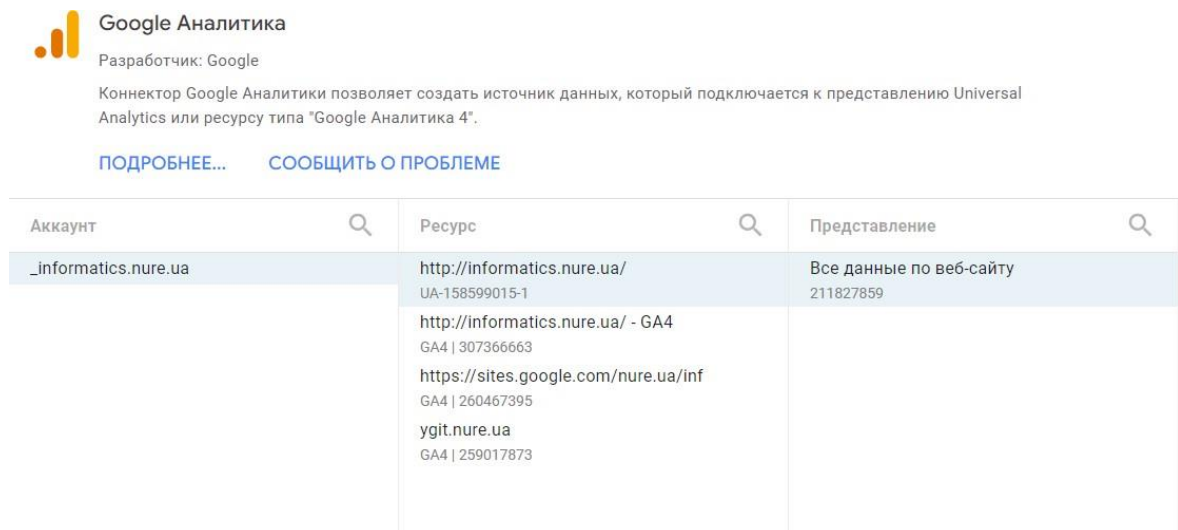 Google Аналитика
Разработчик: Google
Коннектор Google Аналитики позволяет создать источник данных, который подключается к представлению Universal
Analytics или ресурсу типа "Google Аналитика 4".
ПОДРОБНЕЕ... СООБЩИТЬ О ПРОБЛЕМЕ
Аккаунт Ресурс Представление
_informatics.nure.ua http://informatics.nure.ua/ Все данные по веб-сайту
UA-158599015-1 211827859
http://informatics.nure.ua/ - GA4
GA4 | 307366663
https://sites.google.com/nure.ua/inf
GA4 | 260467395
ygit.nure.ua
GA4 | 259017873